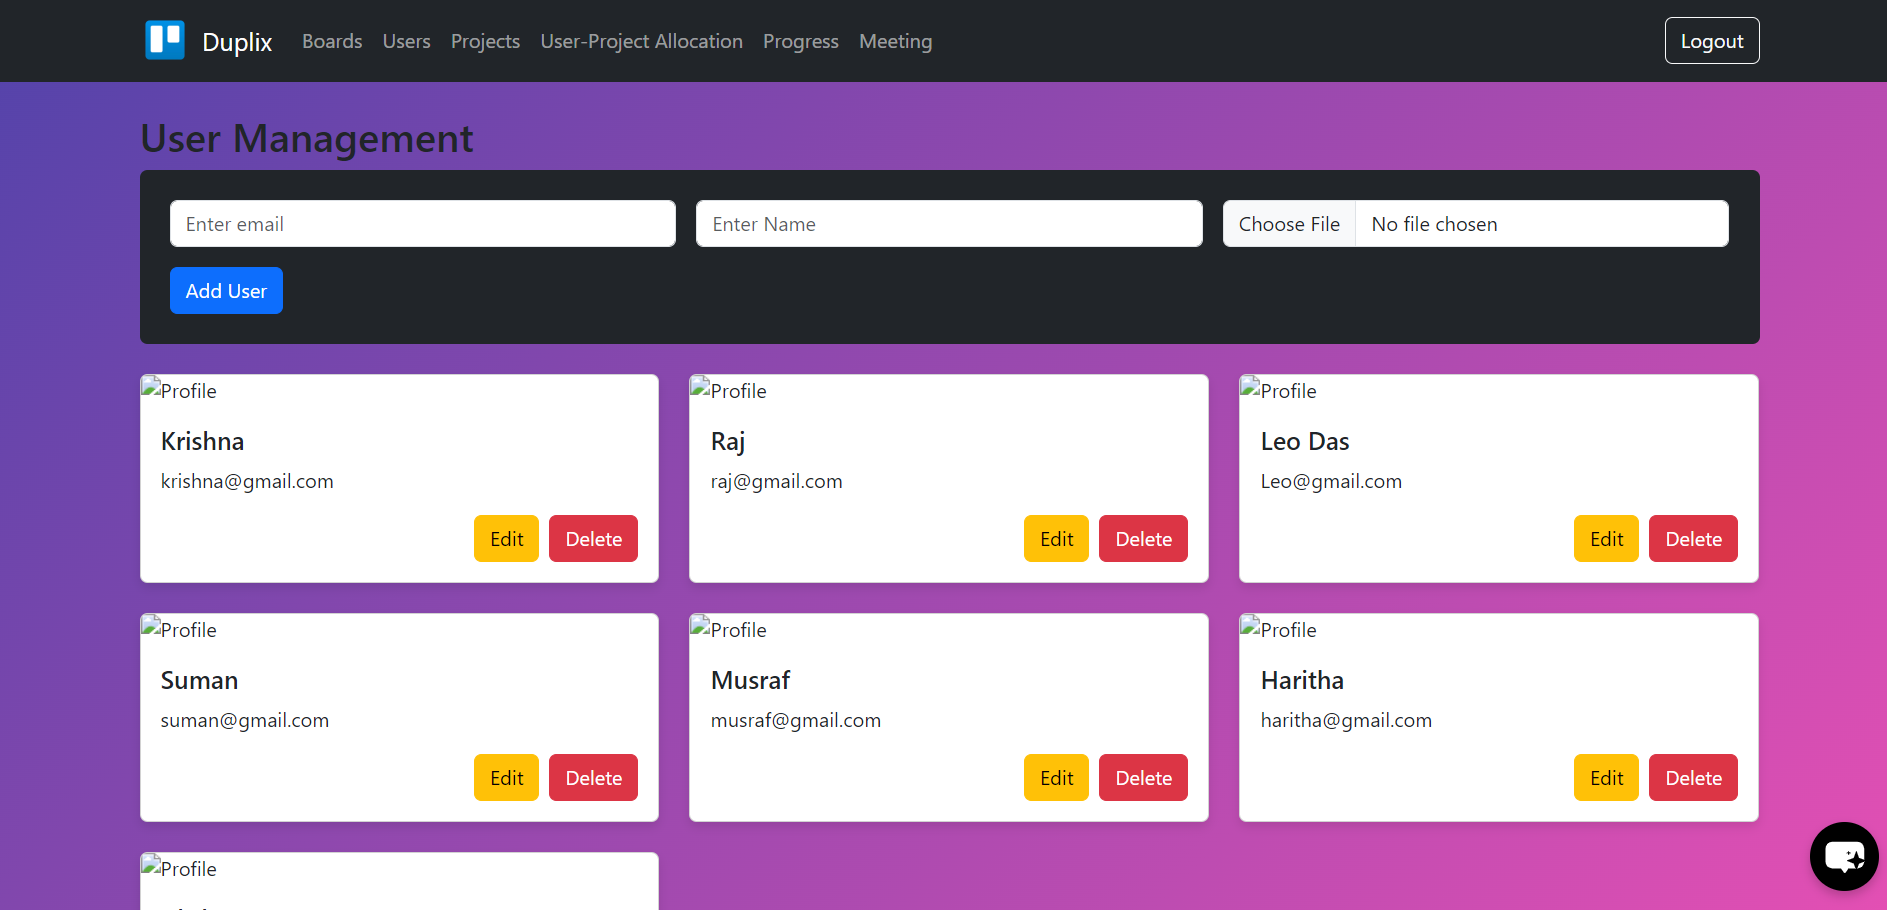 Duplix Boards Users Projects User-Project Allocation Progress Meeting Logout
User Management
Enter email Enter Name Choose File No file chosen
Add User
Profile Profile Profile
Krishna Raj Leo Das
krishna@gmail.com raj@gmail.com Leo@gmail.com
Edit Delete Edit Delete Edit Delete
Profile Profile Profile
Suman Musraf Haritha
suman@gmail.com musraf@gmail.com haritha@gmail.com
Edit Delete Edit Delete Edit Delete
Profile